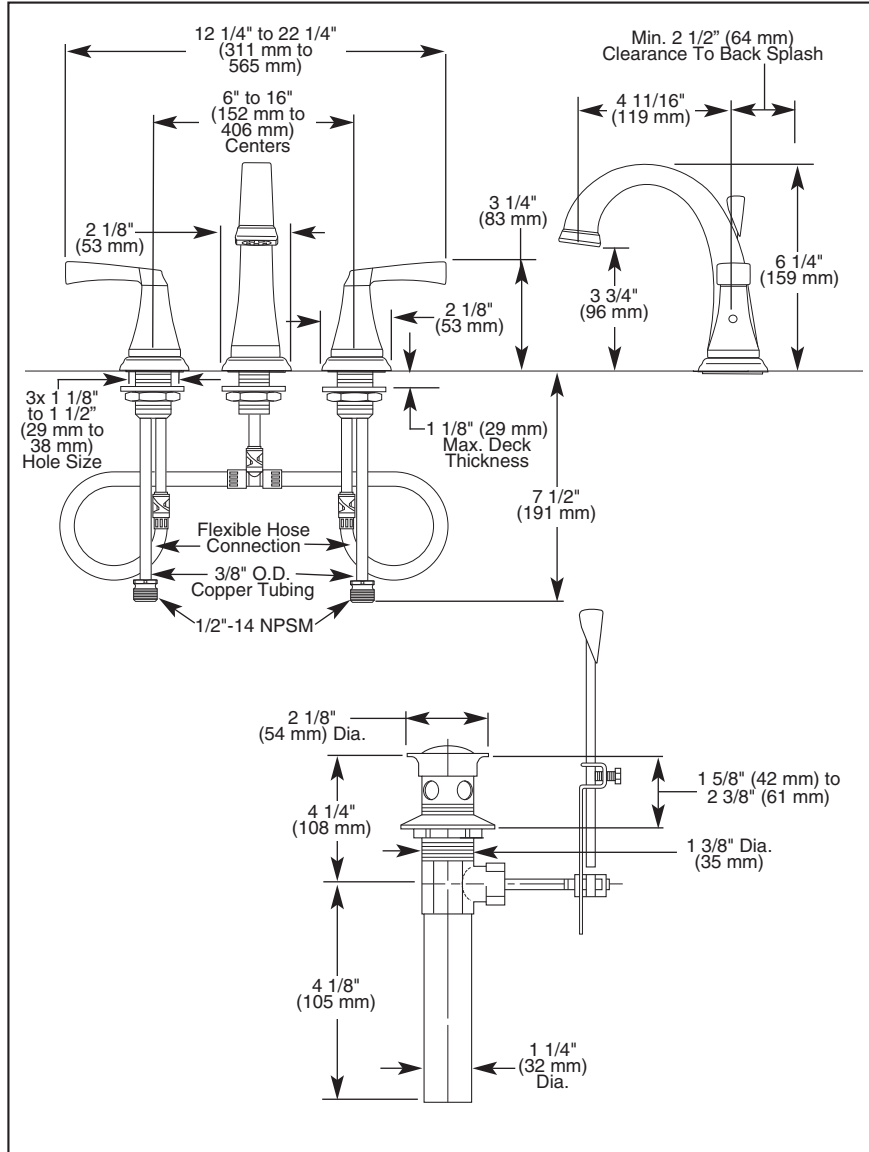 12 1/4" to 22 1/4"
(311 mm to
565 mm)
6" to 16"
(152 mm to
406 mm)
Centers
2 1/8"
(53 mm)
3 1/4"
(83 mm)
2 1/8"
(53 mm)
Min. 2 1/2” (64 mm)
Clearance To Back Splash
4 11/16"
(119 mm)
3 3/4"
(96 mm)
6 1/4"
(159 mm)
3x 1 1/8"
to 1 1/2”
(29 mm to
38 mm)
Hole Size
1 1/8" (29 mm)
Max. Deck
Thickness
7 1/2"
(191 mm)
Flexible Hose
Connection
3/8" O.D.
Copper Tubing
1/2"-14 NPSM
2 1/8"
(54 mm) Dia.
4 1/4"
(108 mm)
1 5/8" (42 mm) to
2 3/8" (61 mm)
1 3/8" Dia.
(35 mm)
4 1/8"
(105 mm)
1 1/4"
(32 mm)
Dia.